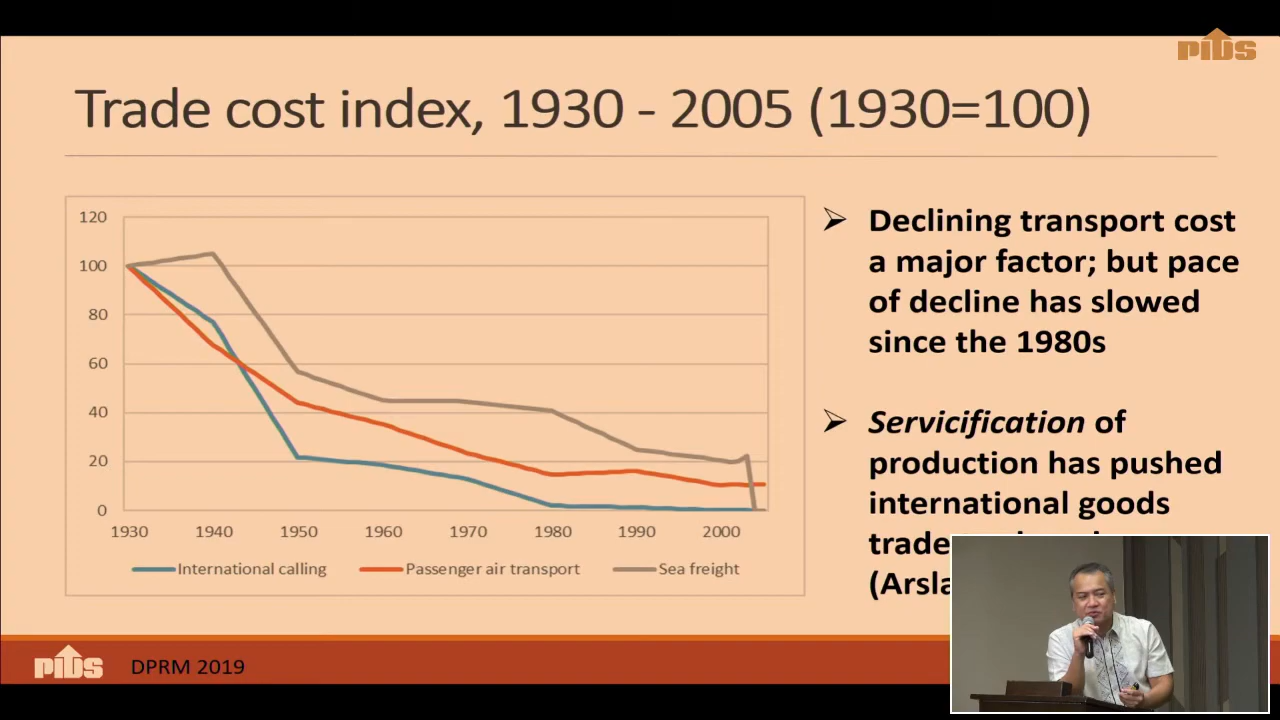 PIDS
Trade cost index, 1930 - 2005 (1930=100)
120
100
80
60
40
20
0
1930 1940 1950 1960 1970 1980 1990 2000
International calling Passenger air transport Sea freight
➢ Declining transport cost
a major factor; but pace
of decline has slowed
since the 1980s
➢ Servicification of
production has pushed
international goods
trade
PIDS DPRM 2019